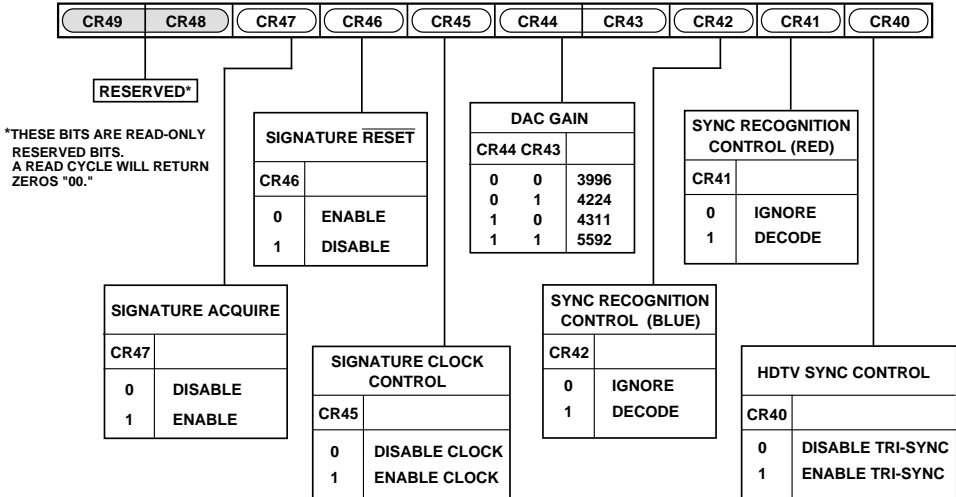 CR49 CR48 CR47 CR46 CR45 CR44 CR43 CR42 CR41 CR40
RESERVED*
*THESE BITS ARE READ-ONLY
RESERVED BITS.
A READ CYCLE WILL RETURN
ZEROS "00."
SIGNATURE RESET
CR46
0 ENABLE
1 DISABLE
DAC GAIN
CR44 CR43
0 0 3996
0 1 4224
1 0 4311
1 1 5592
SYNC RECOGNITION
CONTROL (RED)
CR41
0 IGNORE
1 DECODE
SIGNATURE ACQUIRE
CR47
0 DISABLE
1 ENABLE
SIGNATURE CLOCK
CONTROL
CR45
0 DISABLE CLOCK
1 ENABLE CLOCK
SYNC RECOGNITION
CONTROL (BLUE)
CR42
0 IGNORE
1 DECODE
HDTV SYNC CONTROL
CR40
0 DISABLE TRI-SYNC
1 ENABLE TRI-SYNC